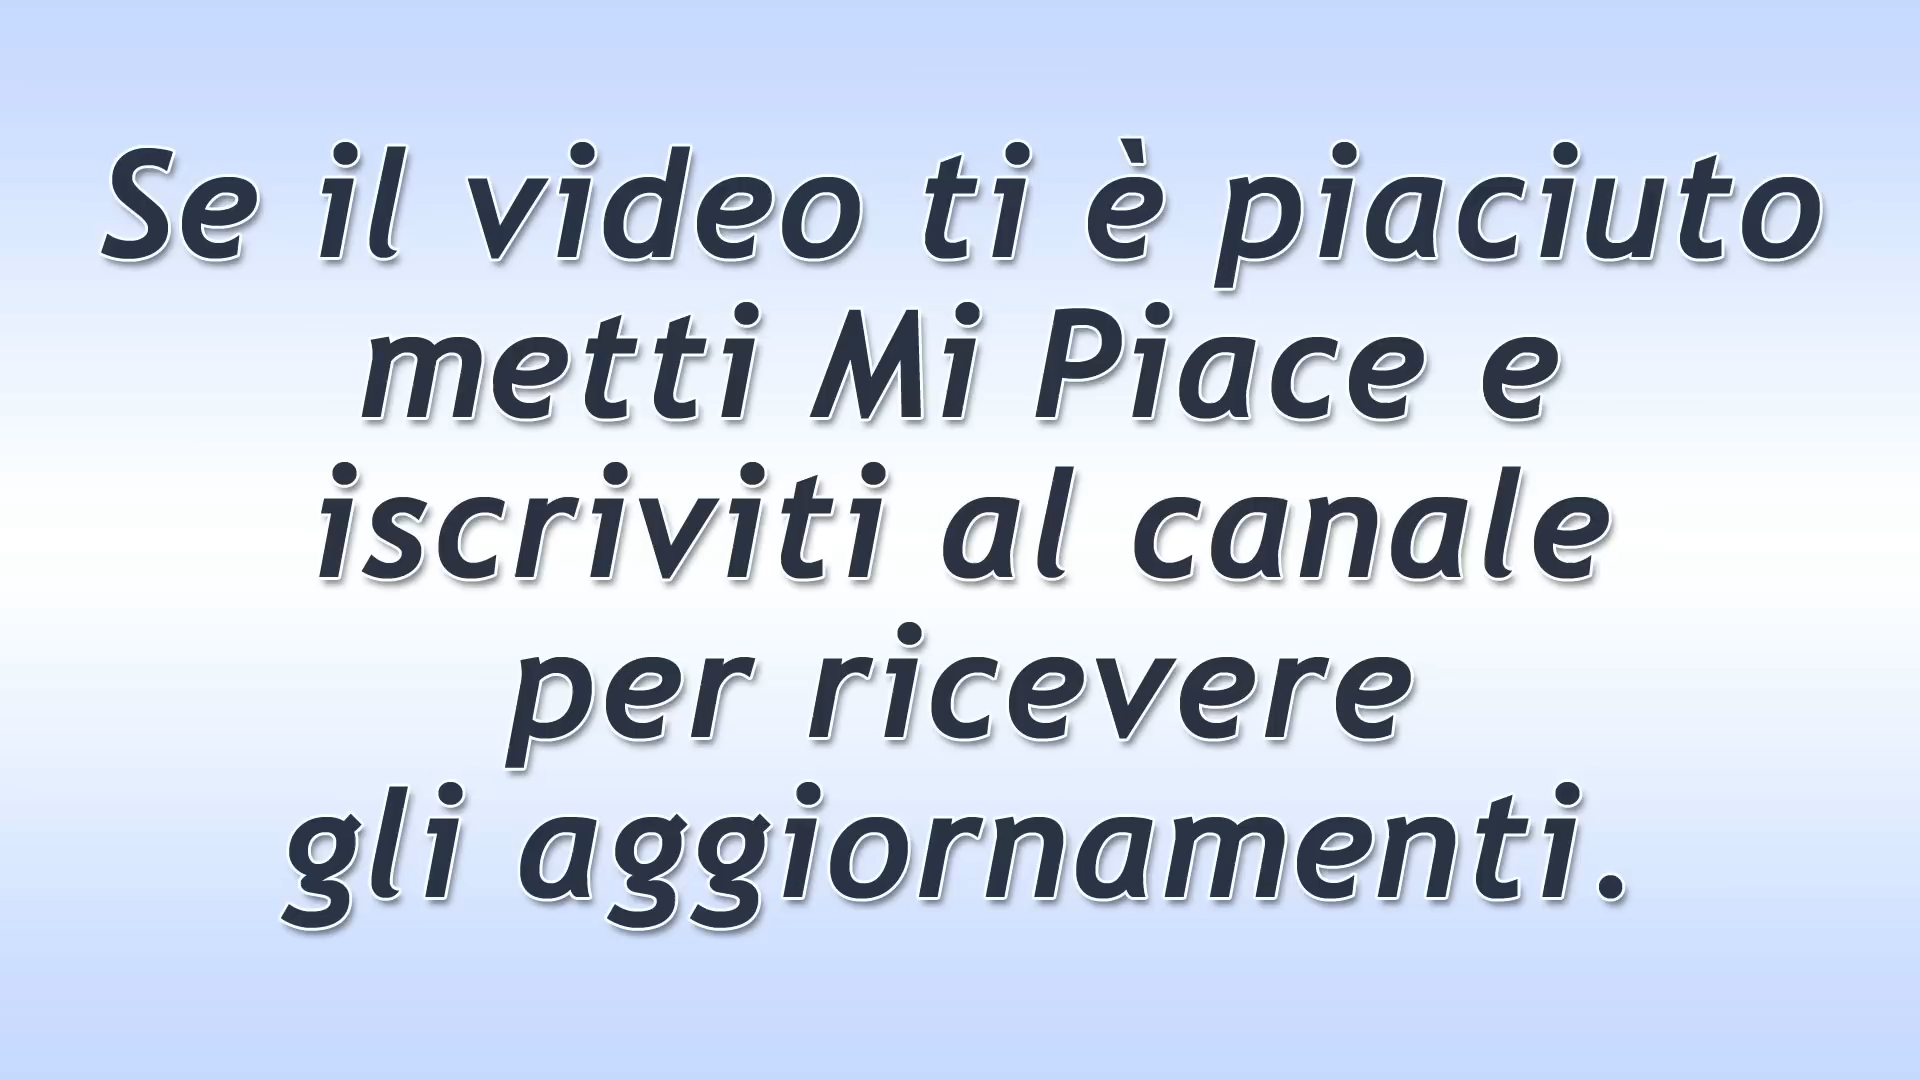 Se il video ti è piaciuto
metti Mi Piace e
iscriviti al canale
per ricevere
gli aggiornamenti.